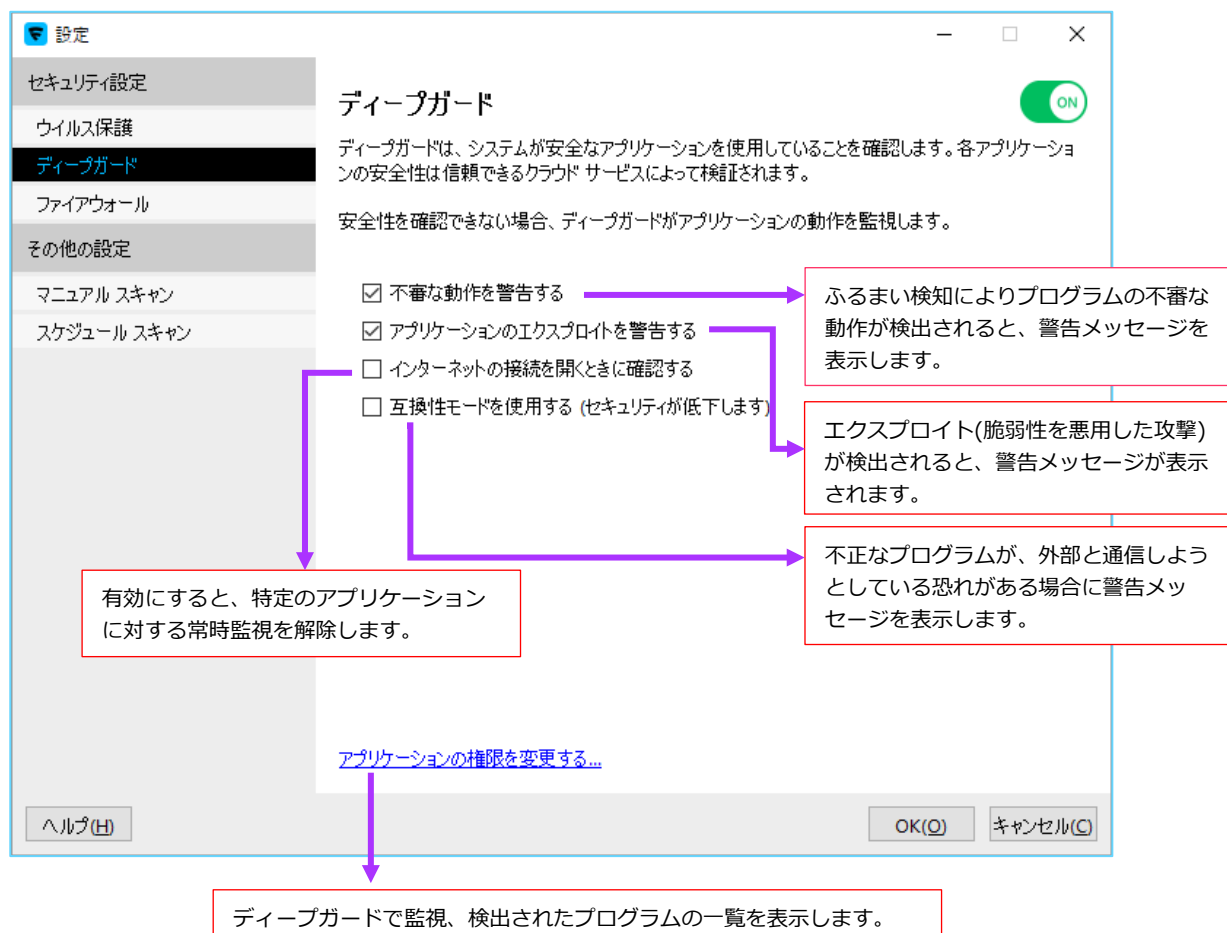 設定
セキュリティ設定
ウイルス保護
ディープガード
ファイアウォール
その他の設定
マニュアル スキャン
スケジュール スキャン
ディープガード
ON
ディープガードは、システムが安全なアプリケーションを使用していることを確認します。各アプリケーショ
ンの安全性は信頼できるクラウド サービスによって検証されます。
安全性を確認できない場合、ディープガードがアプリケーションの動作を監視します。
不審な動作を警告する
アプリケーションのエクスプロイトを警告する
インターネットの接続を開くときに確認する
互換性モードを使用する (セキュリティが低下します)
ふるまい検知によりプログラムの不審な
動作が検出されると、警告メッセージを
表示します。
エクスプロイト(脆弱性を悪用した攻撃)
が検出されると、警告メッセージが表示
されます。
不正なプログラムが、外部と通信しよう
としている恐れがある場合に警告メッ
セージを表示します。
有効にすると、特定のアプリケーション
に対する常時監視を解除します。
アプリケーションの権限を変更する...
ヘルプ(H)
OK(O)
キャンセル(C)
ディープガードで監視、検出されたプログラムの一覧を表示します。